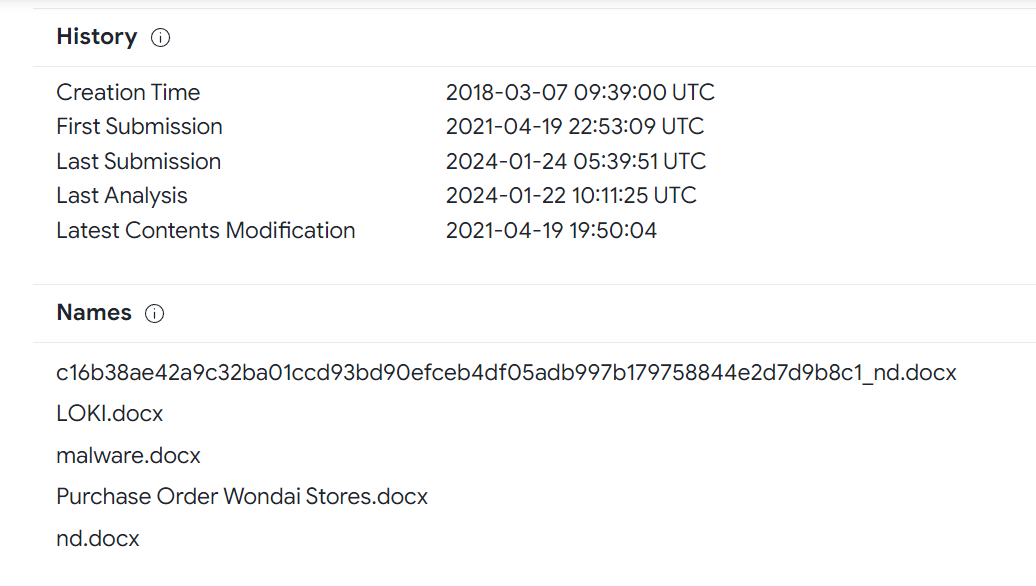 History
Creation Time 2018-03-07 09:39:00 UTC
First Submission 2021-04-19 22:53:09 UTC
Last Submission 2024-01-24 05:39:51 UTC
Last Analysis 2024-01-22 10:11:25 UTC
Latest Contents Modification 2021-04-19 19:50:04
Names
c16b38ae42a9c32ba01ccd93bd90efceb4df05adb997b179758844e2d7d9b8c1_nd.docx
LOKI.docx
malware.docx
Purchase Order Wondai Stores.docx
nd.docx